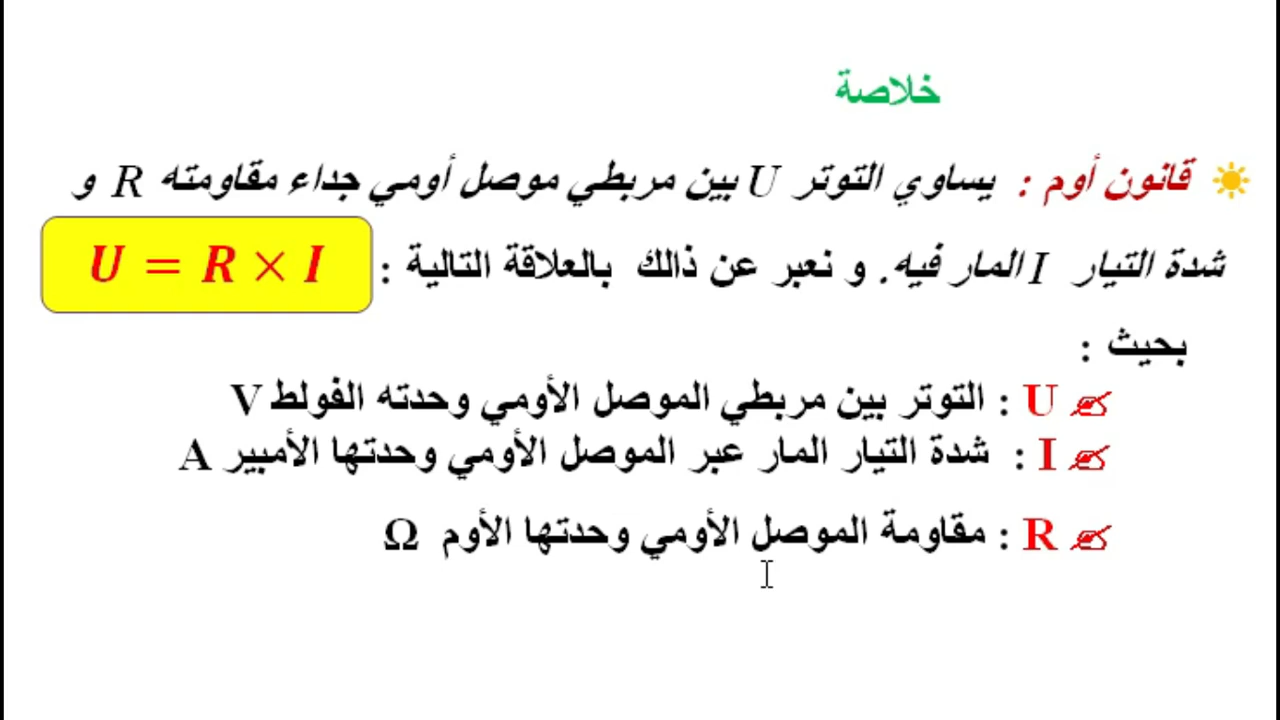 خلاصة
قانون أوم : يساوي التوتر U بين مربطي موصل أومي جداء مقاومته R و
شدة التيار I المار فيه. و نعبر عن ذالك بالعلاقة التالية : U = R × I
بحيث :
U : التوتر بين مربطي الموصل الأومي وحدته الفولط V
I : شدة التيار المار عبر الموصل الأومي وحدتها الأمبير A
R : مقاومة الموصل الأومي وحدتها الأوم Ω